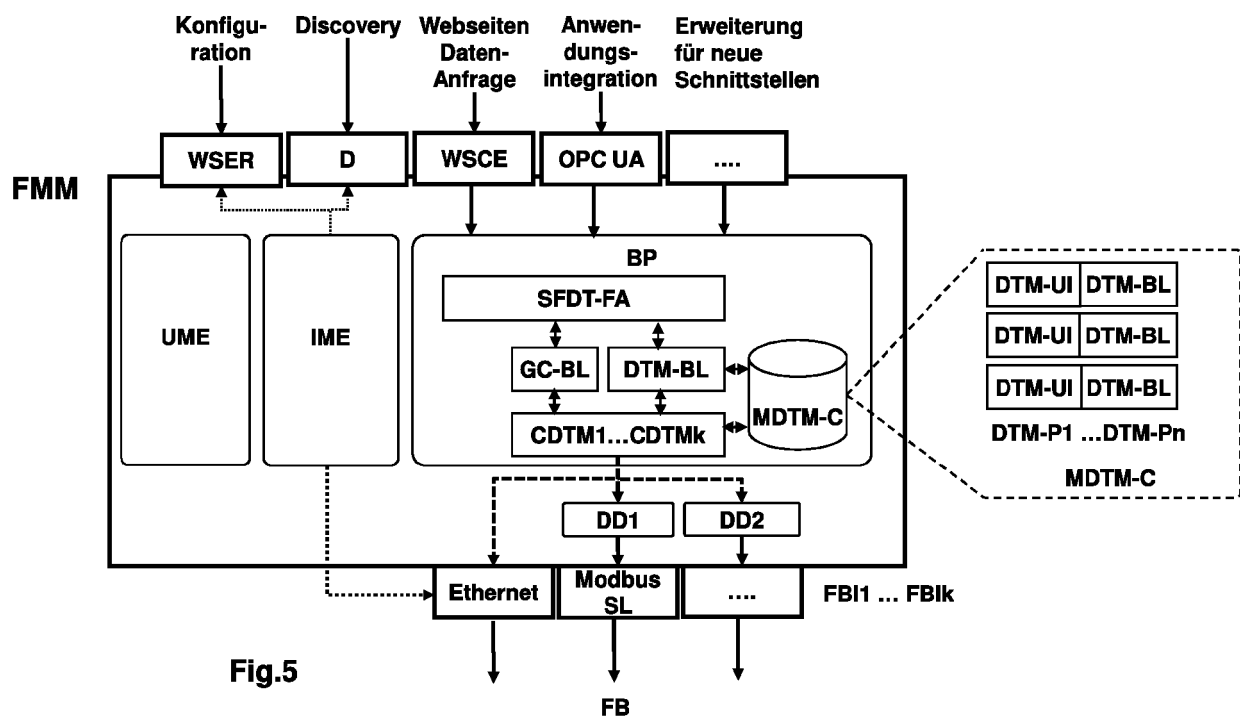 Konfigu-
ration
Discovery
Webseiten
Daten-
Anfrage
Anwen-
dungs-
integration
Erweiterung
für neue
Schnittstellen
WSER
D
WSCE
OPC UA
....
FMM
UME
IME
BP
SFDT-FA
GC-BL
DTM-BL
MDTM-C
CDTM1...CDTMk
DTM-UI DTM-BL
DTM-UI DTM-BL
DTM-UI DTM-BL
DTM-P1 ...DTM-Pn
MDTM-C
DD1
DD2
Ethernet
Modbus
SL
....
FBI1 ... FBIk
Fig.5
FB